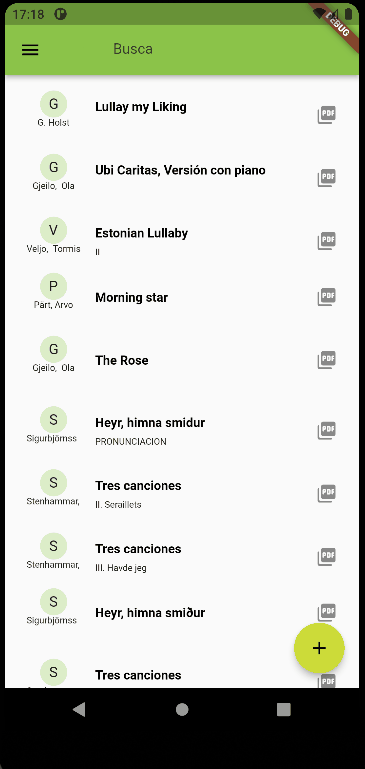 17:18
DEBUG
Busca
G
Lullay my Liking
PDF
G. Holst
G
Ubi Caritas, Versión con piano
PDF
Gjeilo, Ola
V
Estonian Lullaby
PDF
Veljo, Tormis
II
P
Morning star
PDF
Part, Arvo
G
The Rose
PDF
Gjeilo, Ola
S
Heyr, himna smidur
PDF
Sigurbjörnss
PRONUNCIACION
S
Tres canciones
PDF
Stenhammar,
II. Seraillets
S
Tres canciones
PDF
Stenhammar,
III. Havde jeg
S
Heyr, himna smiður
PDF
Sigurbjörnss
+
S
Tres canciones
PDF